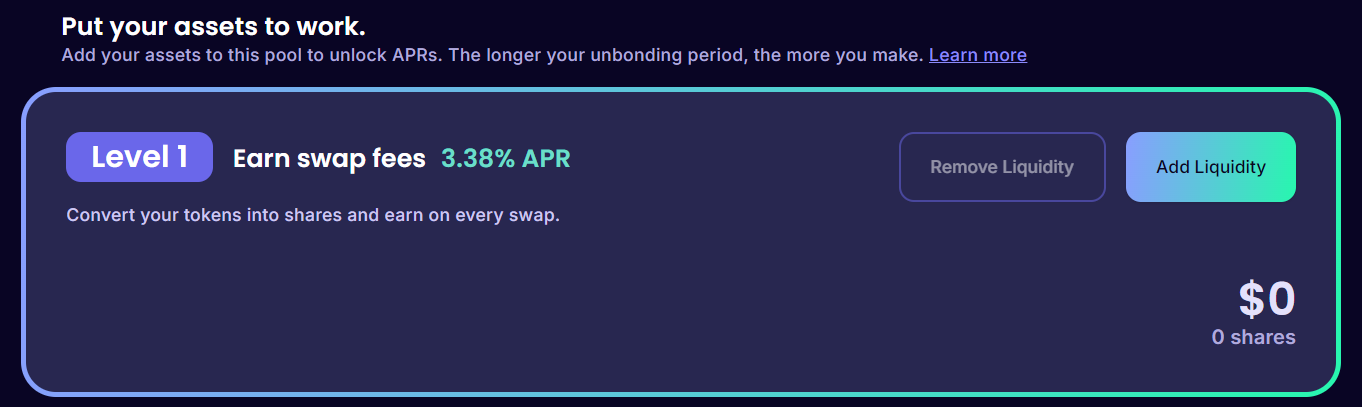 Put your assets to work.
Add your assets to this pool to unlock APRs. The longer your unbonding period, the more you make. Learn more
Level 1 Earn swap fees 3.38% APR
Remove Liquidity
Add Liquidity
Convert your tokens into shares and earn on every swap.
$0
0 shares